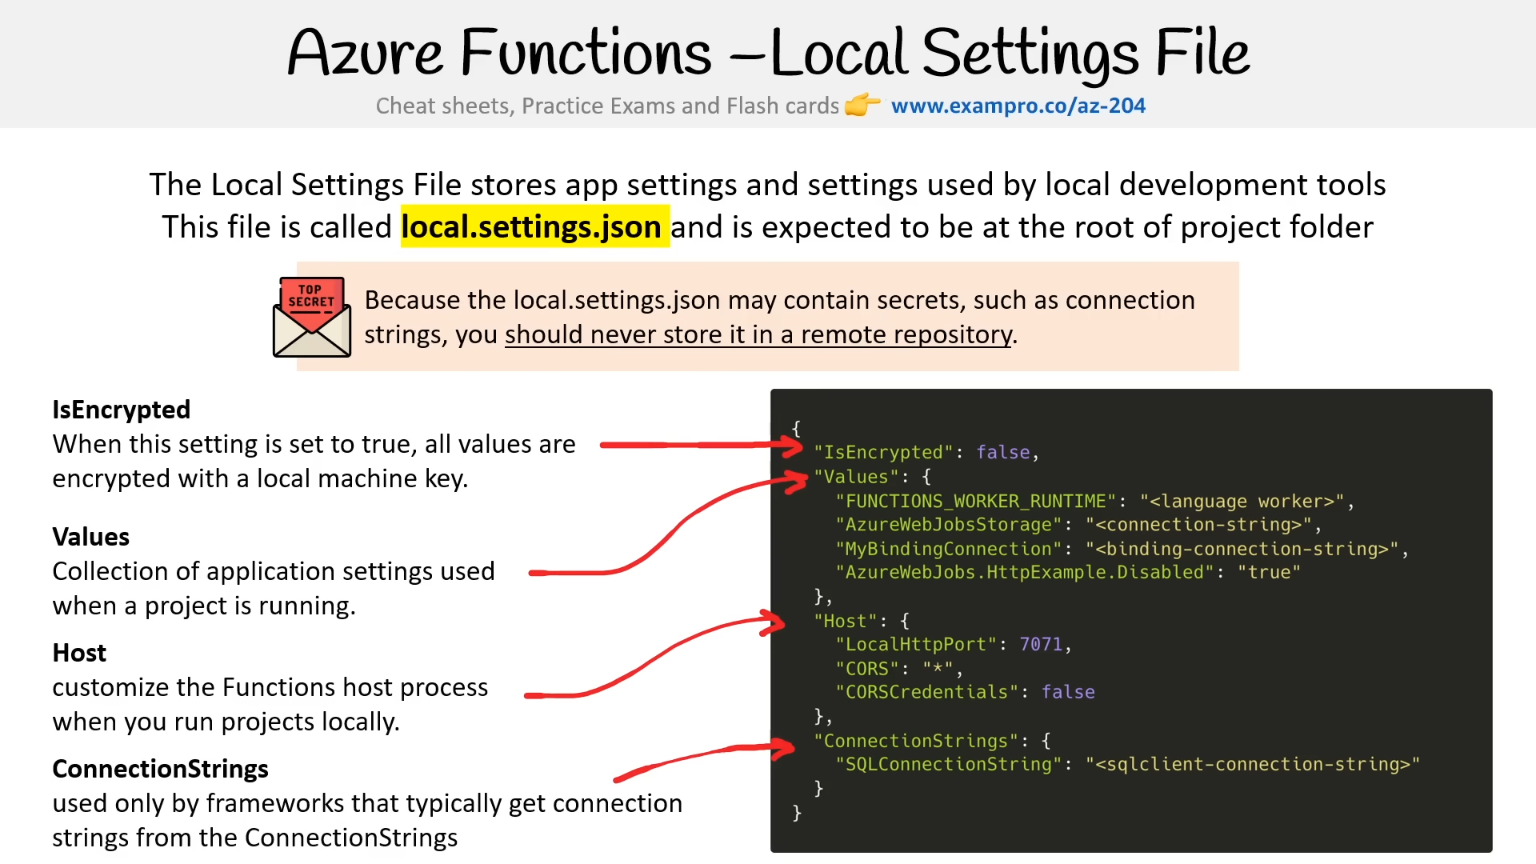 Azure Functions –Local Settings File
Cheat sheets, Practice Exams and Flash cards 👉 www.exampro.co/az-204
The Local Settings File stores app settings and settings used by local development tools
This file is called local.settings.json and is expected to be at the root of project folder
TOP
SECRET
Because the local.settings.json may contain secrets, such as connection
strings, you should never store it in a remote repository.
IsEncrypted
When this setting is set to true, all values are
encrypted with a local machine key.
Values
Collection of application settings used
when a project is running.
Host
customize the Functions host process
when you run projects locally.
ConnectionStrings
used only by frameworks that typically get connection
strings from the ConnectionStrings
{
  "IsEncrypted": false,
  "Values": {
    "FUNCTIONS_WORKER_RUNTIME": "<language worker>",
    "AzureWebJobsStorage": "<connection-string>",
    "MyBindingConnection": "<binding-connection-string>",
    "AzureWebJobs.HttpExample.Disabled": "true"
  },
  "Host": {
    "LocalHttpPort": 7071,
    "CORS": "*",
    "CORSCredentials": false
  },
  "ConnectionStrings": {
    "SQLConnectionString": "<sqlclient-connection-string>"
  }
}